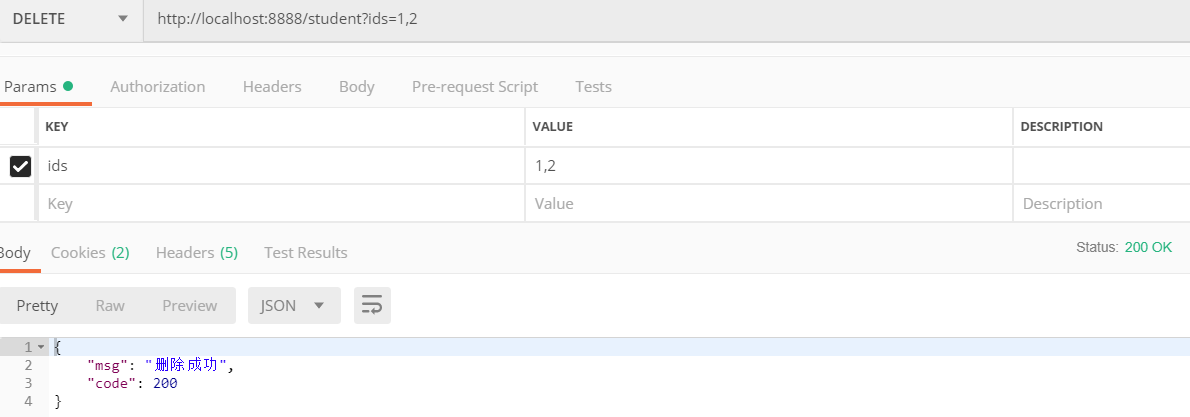 DELETE http://localhost:8888/student?ids=1,2
Params Authorization Headers Body Pre-request Script Tests
KEY VALUE DESCRIPTION
ids 1,2
Key Value Description
Body Cookies (2) Headers (5) Test Results Status: 200 OK
Pretty Raw Preview JSON
1 {
2 "msg": "删除成功",
3 "code": 200
4 }